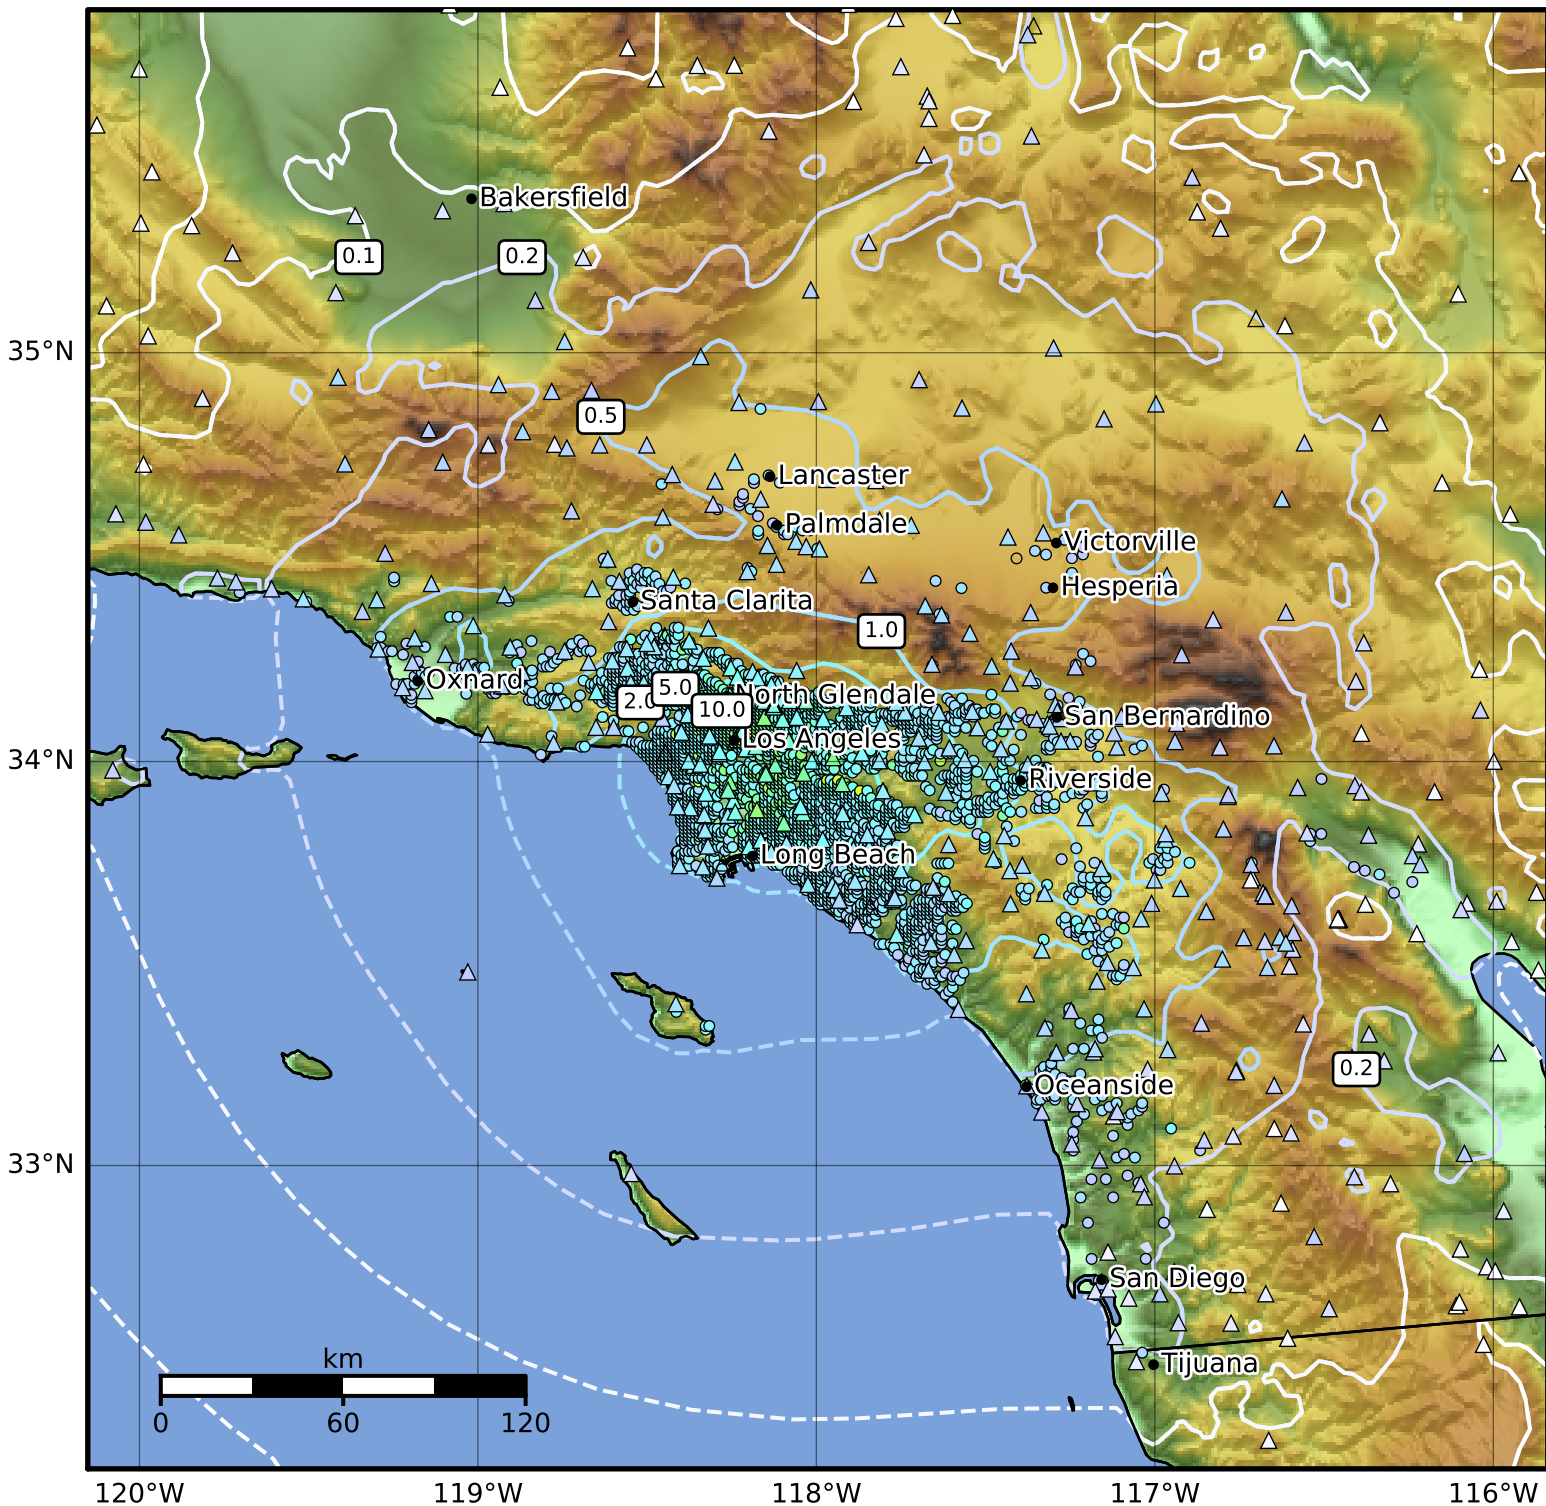 Bakersfield
0.1
0.2
35°N
0.5
Lancaster
Palmdale
Victorville
Hesperia
Santa Clarita
1.0
Oxnard
2.0
5.0
North Glendale
10.0
San Bernardino
Los Angeles
34°N
Riverside
Long Beach
0.2
Oceanside
33°N
San Diego
Tijuana
km
0 60 120
120°W 119°W 118°W 117°W 116°W